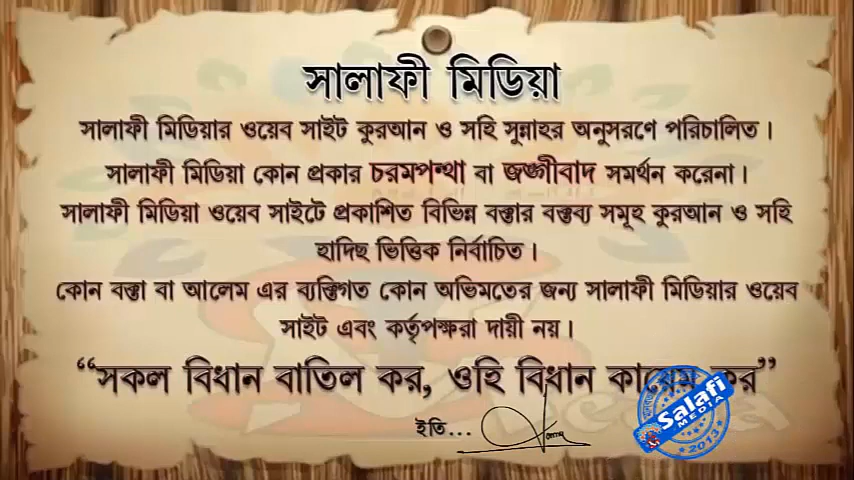 সালাফী মিডিয়া
সালাফী মিডিয়ার ওয়েব সাইট কুরআন ও সহি সুন্নাহর অনুসরণে পরিচালিত।
সালাফী মিডিয়া কোন প্রকার চরমপন্থা বা জঙ্গীবাদ সমর্থন করেনা।
সালাফী মিডিয়া ওয়েব সাইটে প্রকাশিত বিভিন্ন বক্তার বক্তব্য সমূহ কুরআন ও সহি
হাদিছ ভিত্তিক নির্বাচিত।
কোন বক্তা বা আলেম এর ব্যক্তিগত কোন অভিমতের জন্য সালাফী মিডিয়ার ওয়েব
সাইট এবং কর্তৃপক্ষরা দায়ী নয়।
“সকল বিধান বাতিল কর, ওহি বিধান কায়েম কর”
ইতি...
Salafi
MEDIA
2013